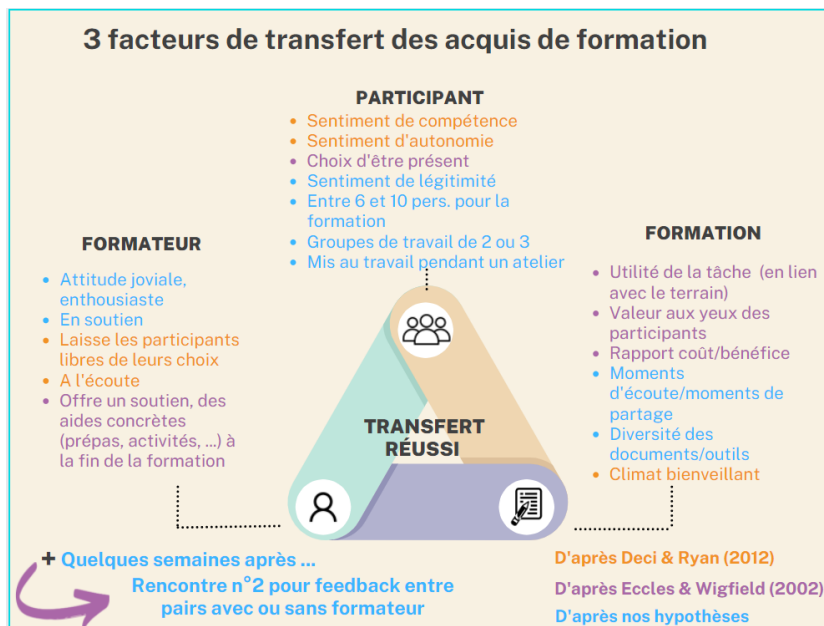 3 facteurs de transfert des acquis de formation
PARTICIPANT
• Sentiment de compétence
• Sentiment d'autonomie
• Choix d'être présent
• Sentiment de légitimité
• Entre 6 et 10 pers. pour la
formation
• Groupes de travail de 2 ou 3
• Mis au travail pendant un atelier
FORMATEUR
• Attitude joviale,
enthousiaste
• En soutien
• Laisse les participants
libres de leurs choix
• A l'écoute
• Offre un soutien, des
aides concrètes
(prépas, activités, ...) à
la fin de la formation
FORMATION
• Utilité de la tâche (en lien
avec le terrain)
• Valeur aux yeux des
participants
• Rapport coût/bénéfice
• Moments
d'écoute/moments de
partage
• Diversité des
documents/outils
• Climat bienveillant
TRANSFERT
RÉUSSI
+ Quelques semaines après ...
Rencontre n°2 pour feedback entre
pairs avec ou sans formateur
D'après Deci & Ryan (2012)
D'après Eccles & Wigfield (2002)
D'après nos hypothèses